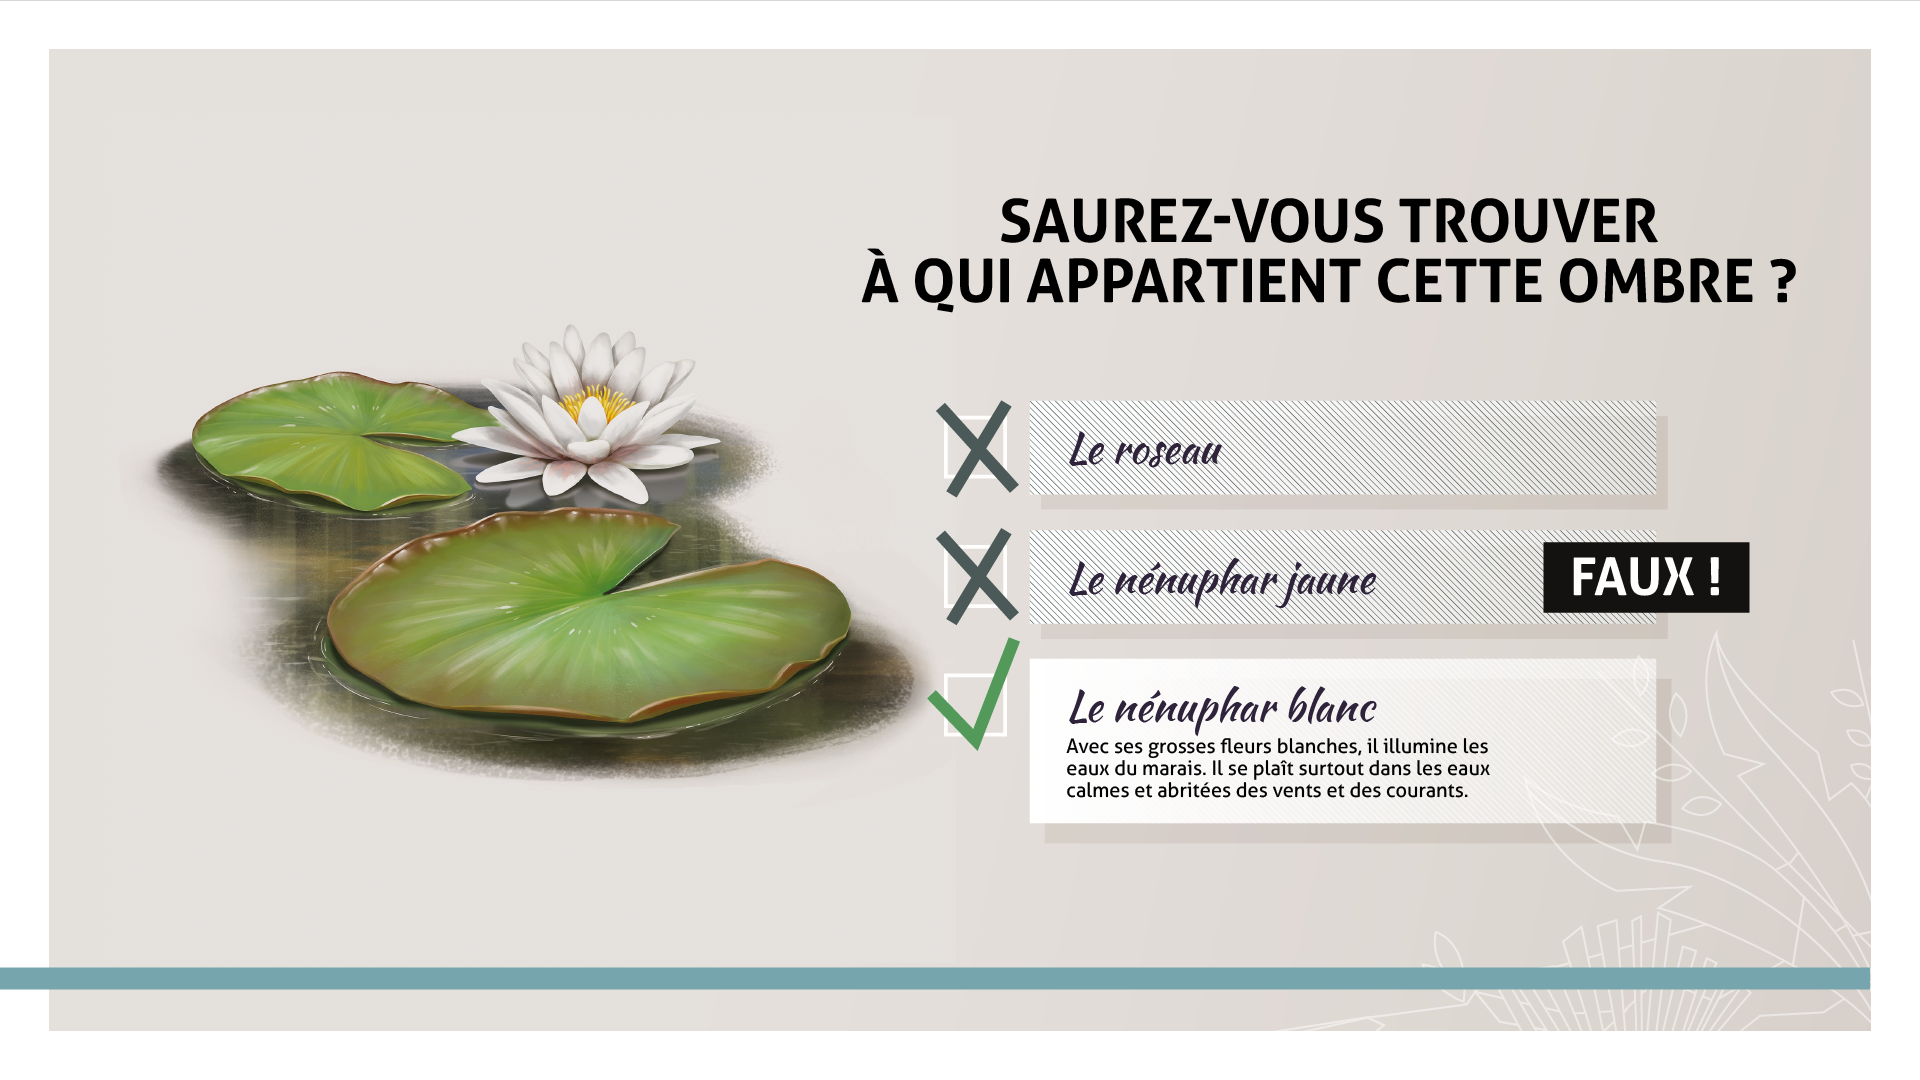 SAUREZ-VOUS TROUVER
À QUI APPARTIENT CETTE OMBRE ?
Le roseau
Le nénuphar jaune
FAUX !
Le nénuphar blanc
Avec ses grosses fleurs blanches, il illumine les
eaux du marais. Il se plaît surtout dans les eaux
calmes et abritées des vents et des courants.